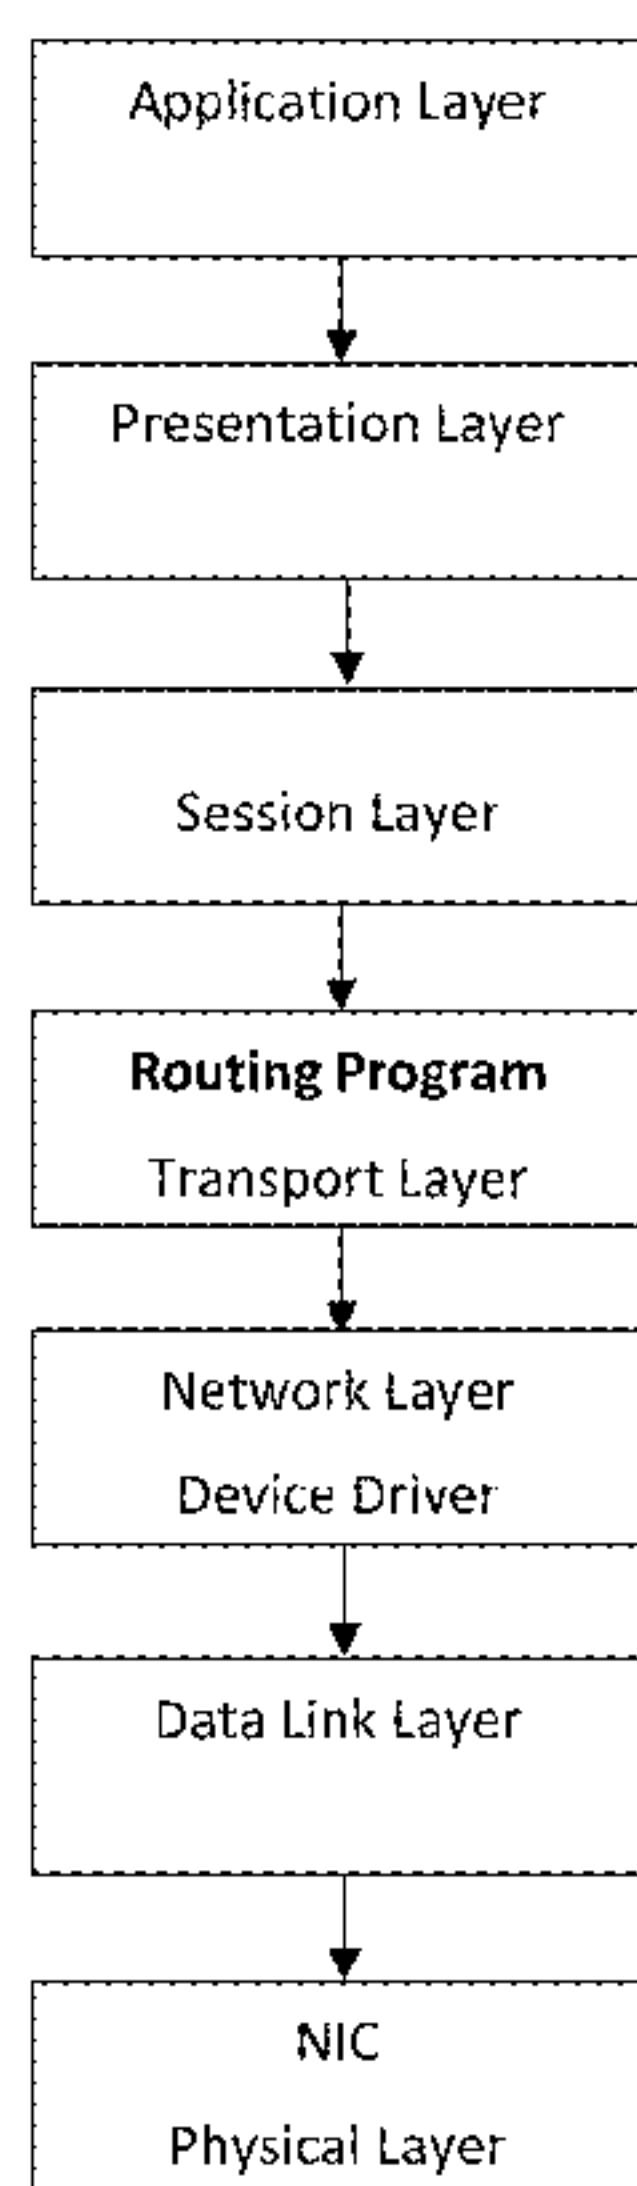 Application Layer
Presentation Layer
Session Layer
Routing Program
Transport Layer
Network Layer
Device Driver
Data Link Layer
NIC
Physical Layer